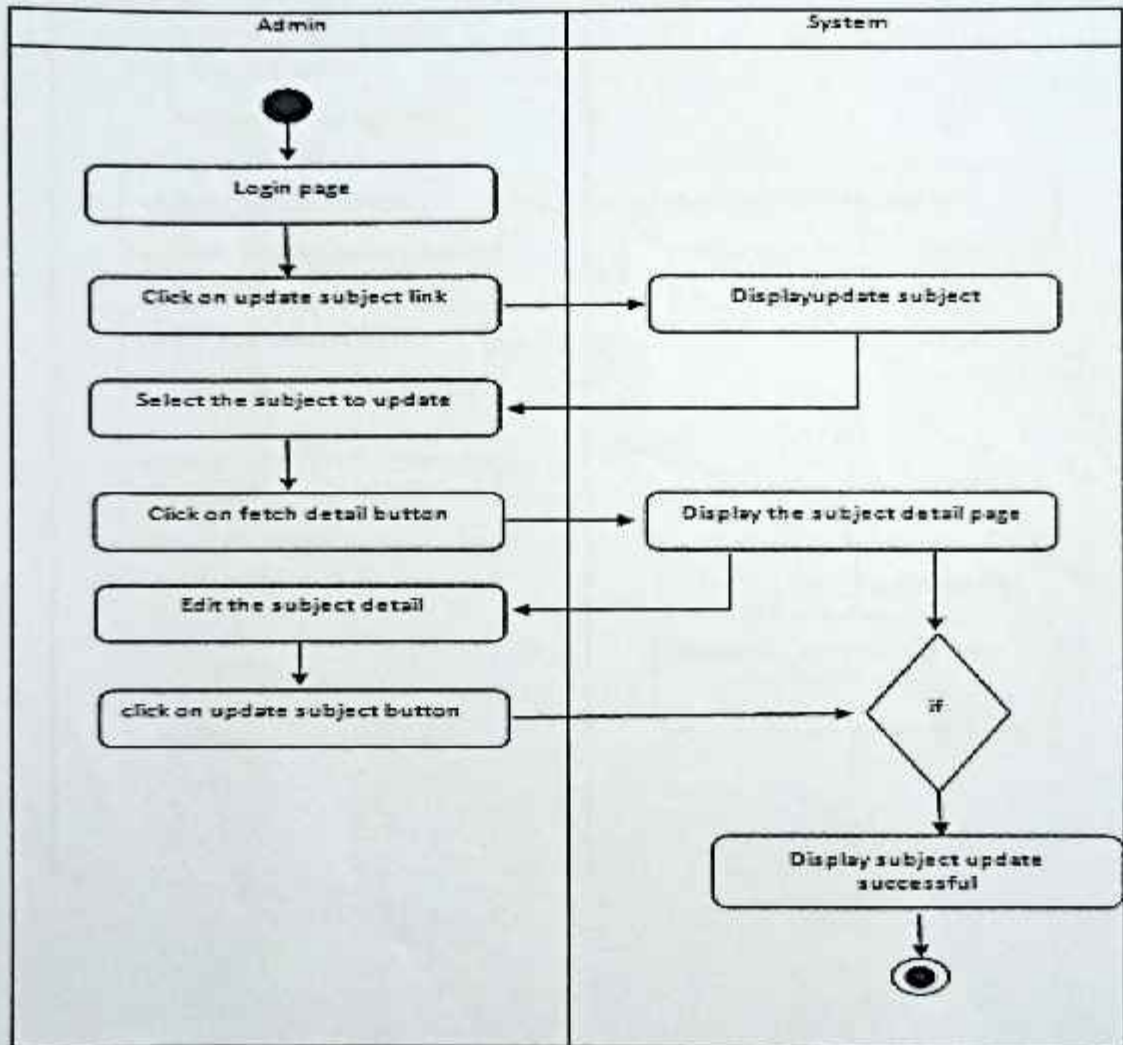 Admin
System
Login page
Click on update subject link
Displayupdate subject
Select the subject to update
Click on fetch detail button
Display the subject detail page
Edit the subject detail
click on update subject button
if
Display subject update
successful